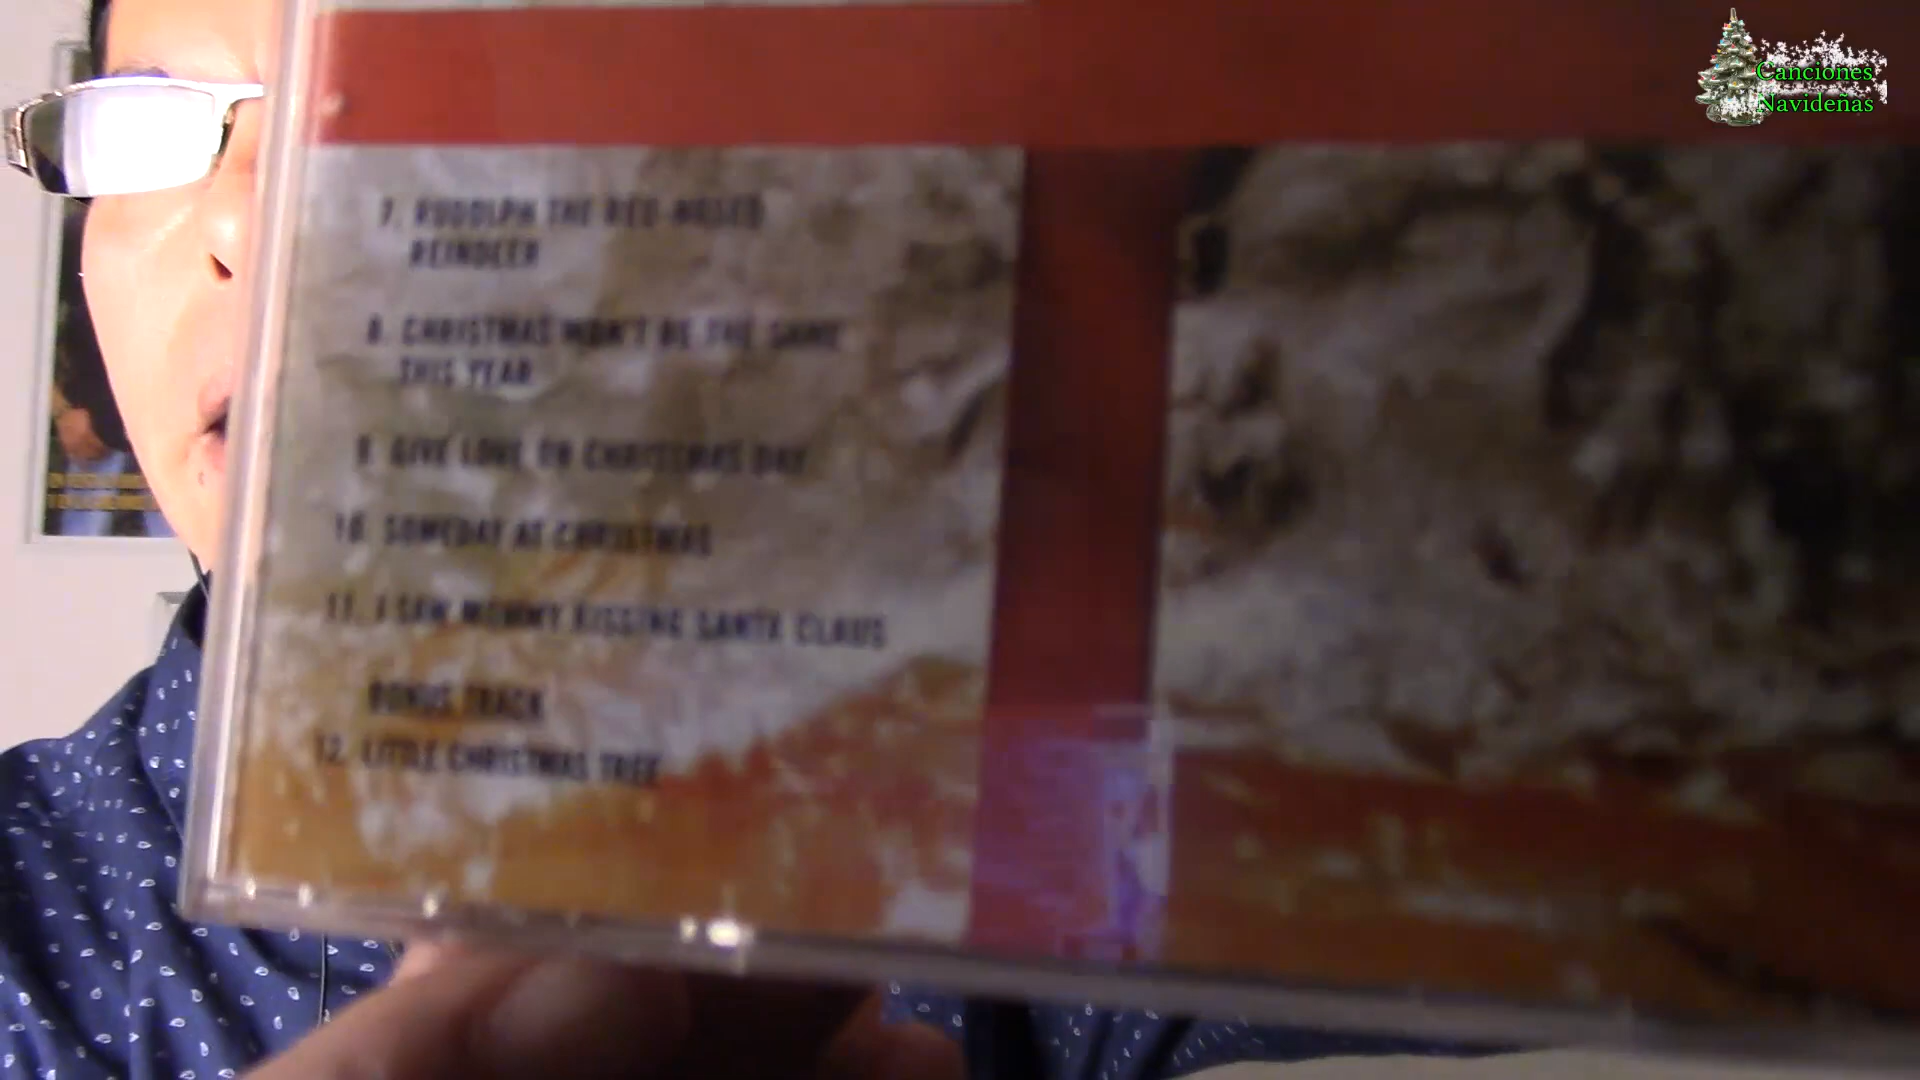 Canciones
Navideñas
7. RUDOLPH THE RED-NOSED
REINDEER
8. CHRISTMAS WON'T BE THE SAME
THIS YEAR
9 GIVE LOVE ON CHRISTMAS DAY
10. SOMEDAY AT CHRISTMAS
11. I SAW MOMMY KISSING SANTA CLAUS
BONUS TRACK
12. LITTLE CHRISTMAS TREE